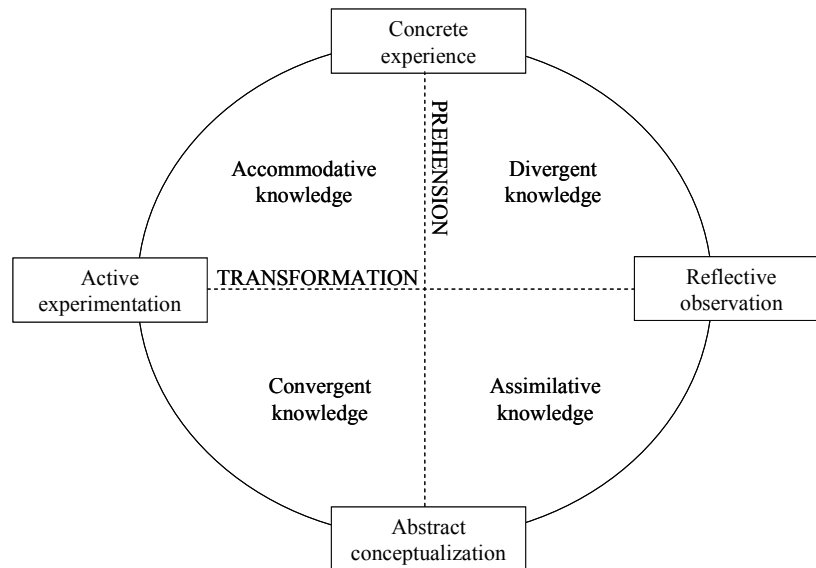 Concrete
experience
PREHENSION
Accommodative
knowledge
Divergent
knowledge
Active
experimentation
TRANSFORMATION
Reflective
observation
Convergent
knowledge
Assimilative
knowledge
Abstract
conceptualization